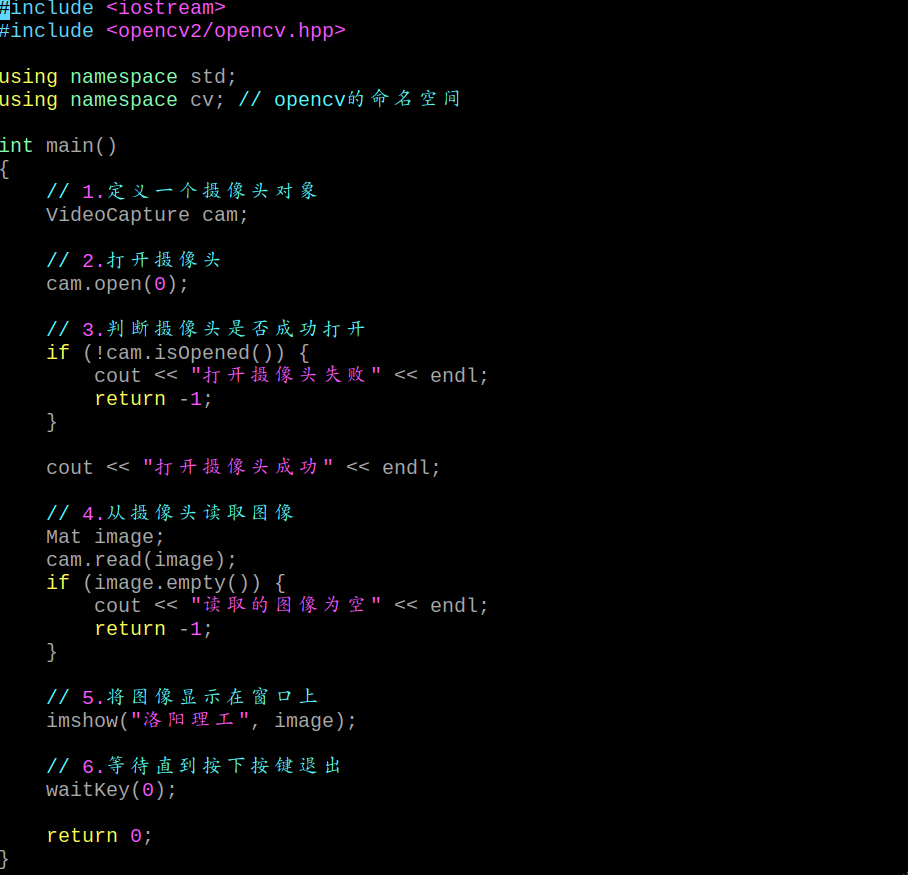 #include <iostream>
#include <opencv2/opencv.hpp>
using namespace std;
using namespace cv; // opencv的命名空间
int main()
{
// 1.定义一个摄像头对象
VideoCapture cam;
// 2.打开摄像头
cam.open(0);
// 3.判断摄像头是否成功打开
if (!cam.isOpened()) {
cout << "打开摄像头失败" << endl;
return -1;
}
cout << "打开摄像头成功" << endl;
// 4.从摄像头读取图像
Mat image;
cam.read(image);
if (image.empty()) {
cout << "读取的图像为空" << endl;
return -1;
}
// 5.将图像显示在窗口上
imshow("洛阳理工", image);
// 6.等待直到按下按键退出
waitKey(0);
return 0;
}